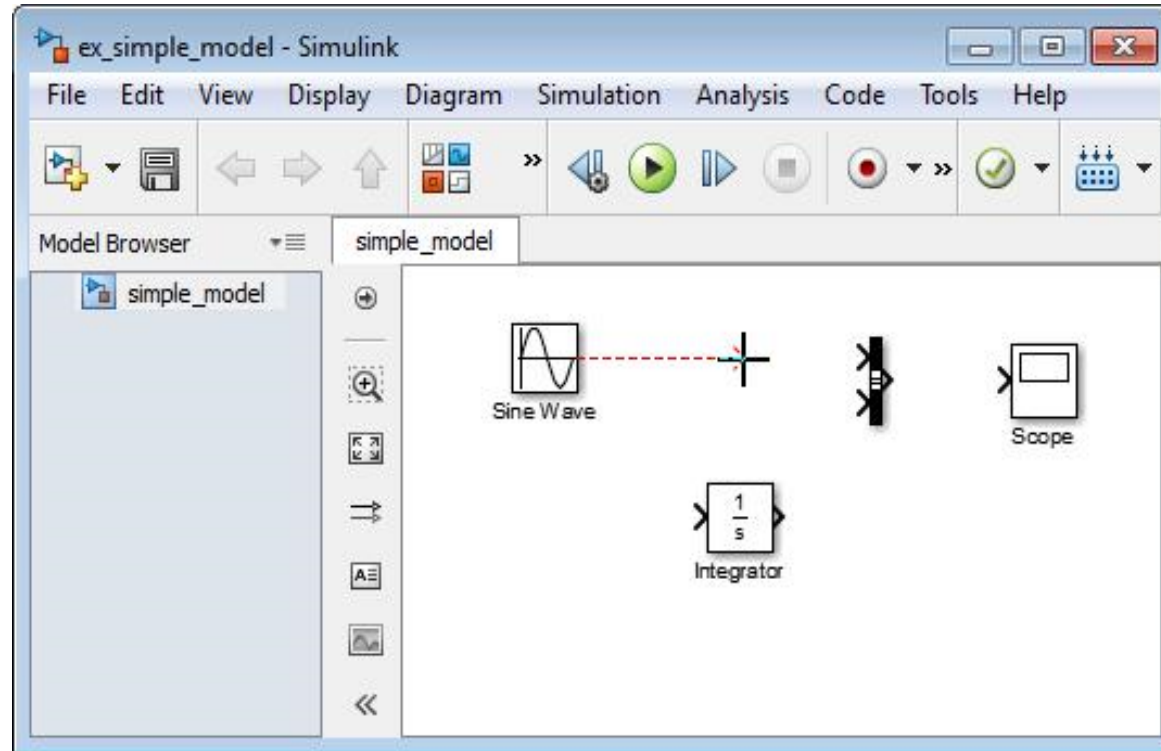 ex_simple_model - Simulink
File Edit View Display Diagram Simulation Analysis Code Tools Help
Model Browser
simple_model
simple_model
Sine Wave
Scope
1
s
Integrator
A